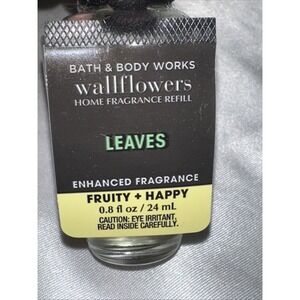 BATH & BODY WORKS
wallflowers
HOME FRAGRANCE REFILL
LEAVES
ENHANCED FRAGRANCE
FRUITY + HAPPY
0.8 fl oz / 24 mL
CAUTION: EYE IRRITANT,
READ INSIDE CAREFULLY.